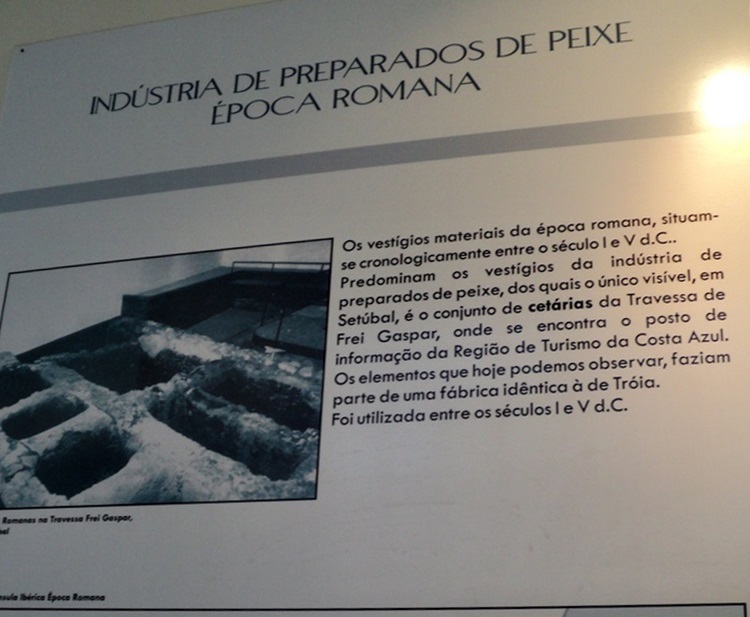 INDÚSTRIA DE PREPARADOS DE PEIXE
ÉPOCA ROMANA
Os vestígios materiais da época romana, situam-
se cronologicamente entre o século I e V d.C..
Predominam os vestígios da indústria de
preparados de peixe, dos quais o único visível, em
Setúbal, é o conjunto de cetárias da Travessa de
Frei Gaspar, onde se encontra o posto de
informação da Região de Turismo da Costa Azul.
Os elementos que hoje podemos observar, faziam
parte de uma fábrica idêntica à de Tróia.
Foi utilizada entre os séculos I e V d.C.
Romanas na Travessa Frei Gaspar,
Ibérica Época Romana